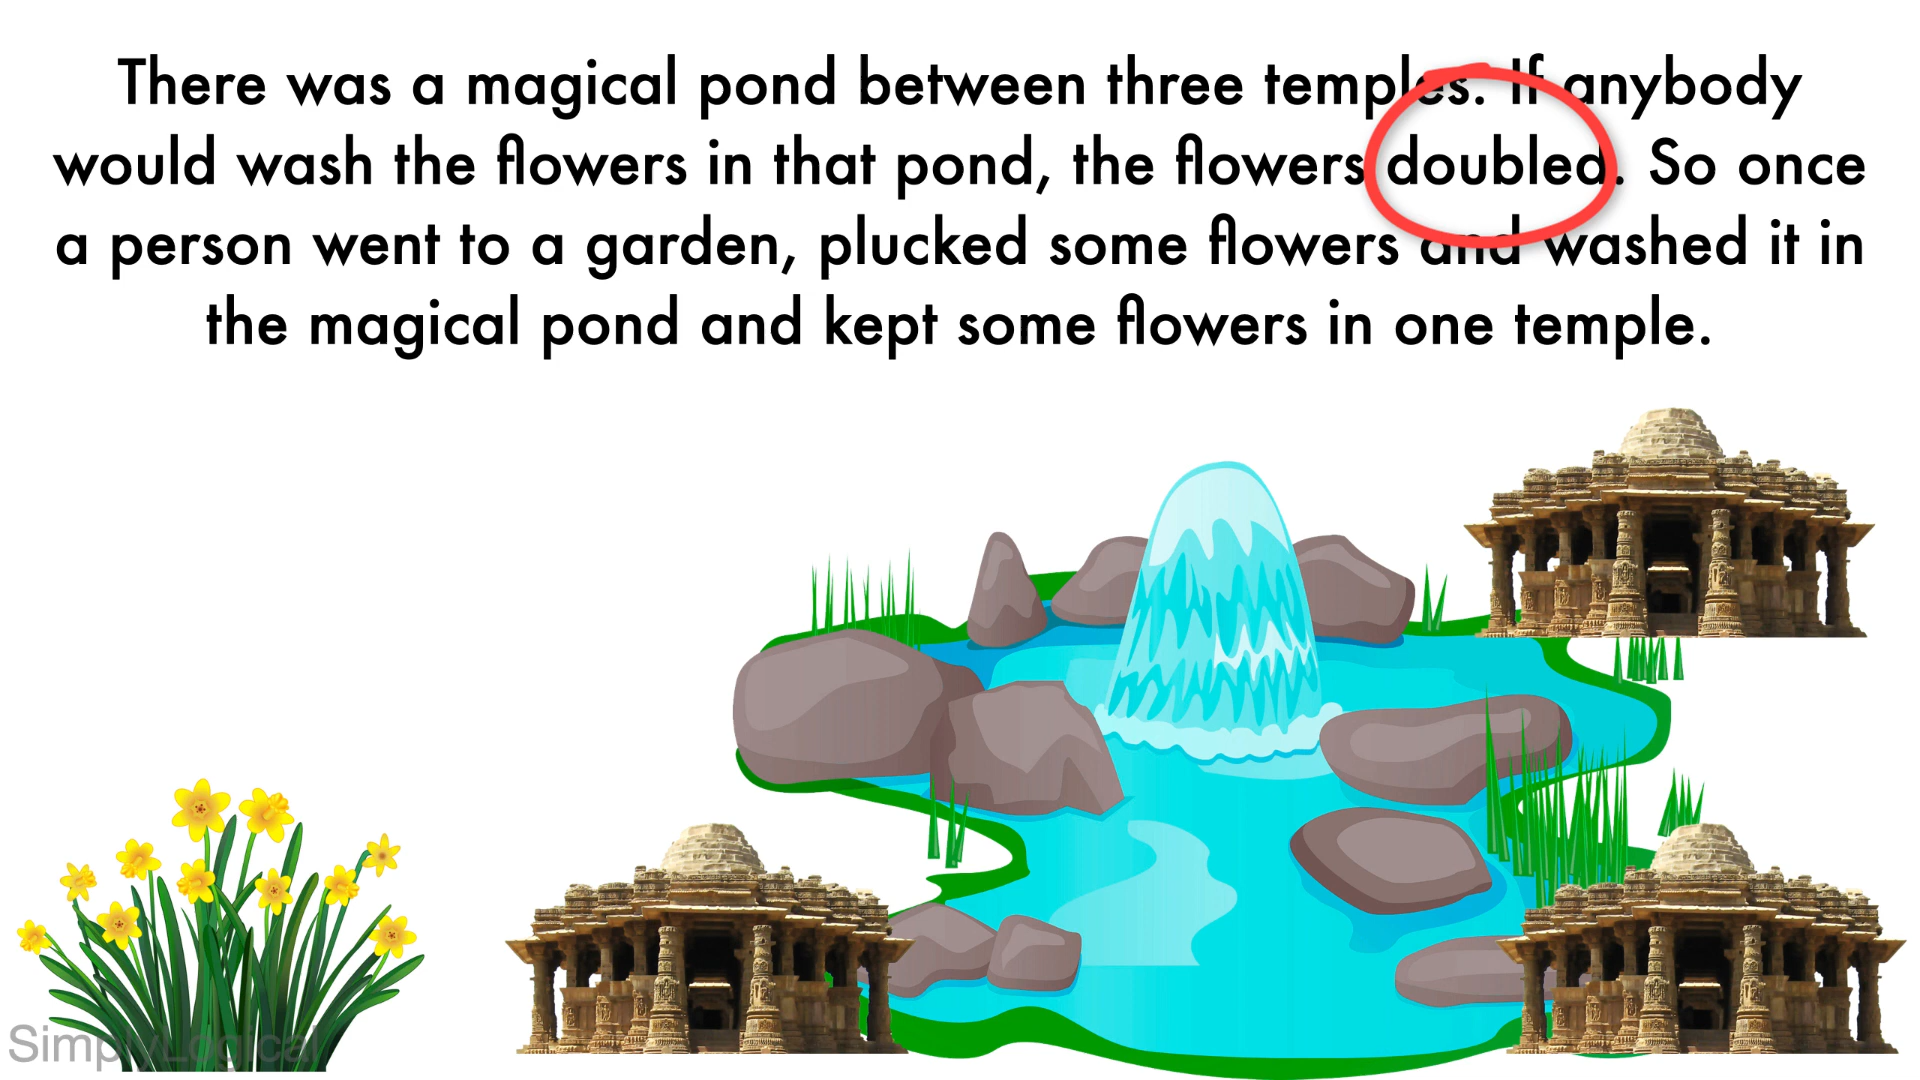 There was a magical pond between three temples. If anybody
would wash the flowers in that pond, the flowers doubled. So once
a person went to a garden, plucked some flowers and washed it in
the magical pond and kept some flowers in one temple.
SimplyLogical